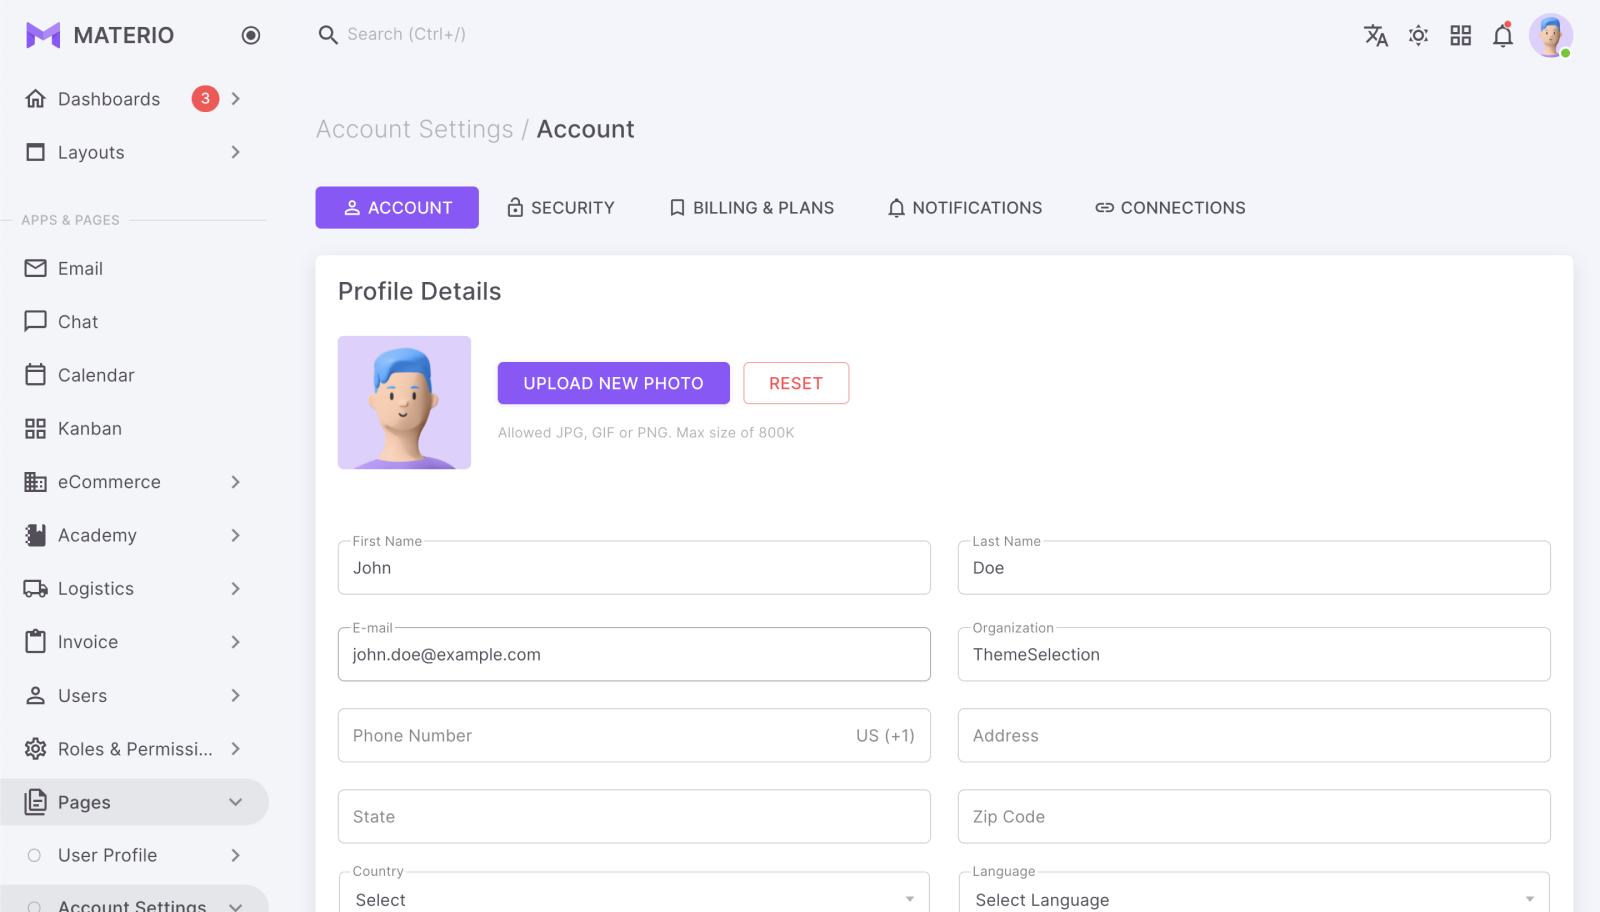 MATERIO
Search (Ctrl+/)
Dashboards
3
Layouts
APPS & PAGES
Email
Chat
Calendar
Kanban
eCommerce
Academy
Logistics
Invoice
Users
Roles & Permissi...
Pages
User Profile
Account Settings
Account Settings / Account
ACCOUNT
SECURITY
BILLING & PLANS
NOTIFICATIONS
CONNECTIONS
Profile Details
UPLOAD NEW PHOTO
RESET
Allowed JPG, GIF or PNG. Max size of 800K
First Name
John
Last Name
Doe
E-mail
john.doe@example.com
Organization
ThemeSelection
Phone Number
US (+1)
Address
State
Zip Code
Country
Select
Language
Select Language